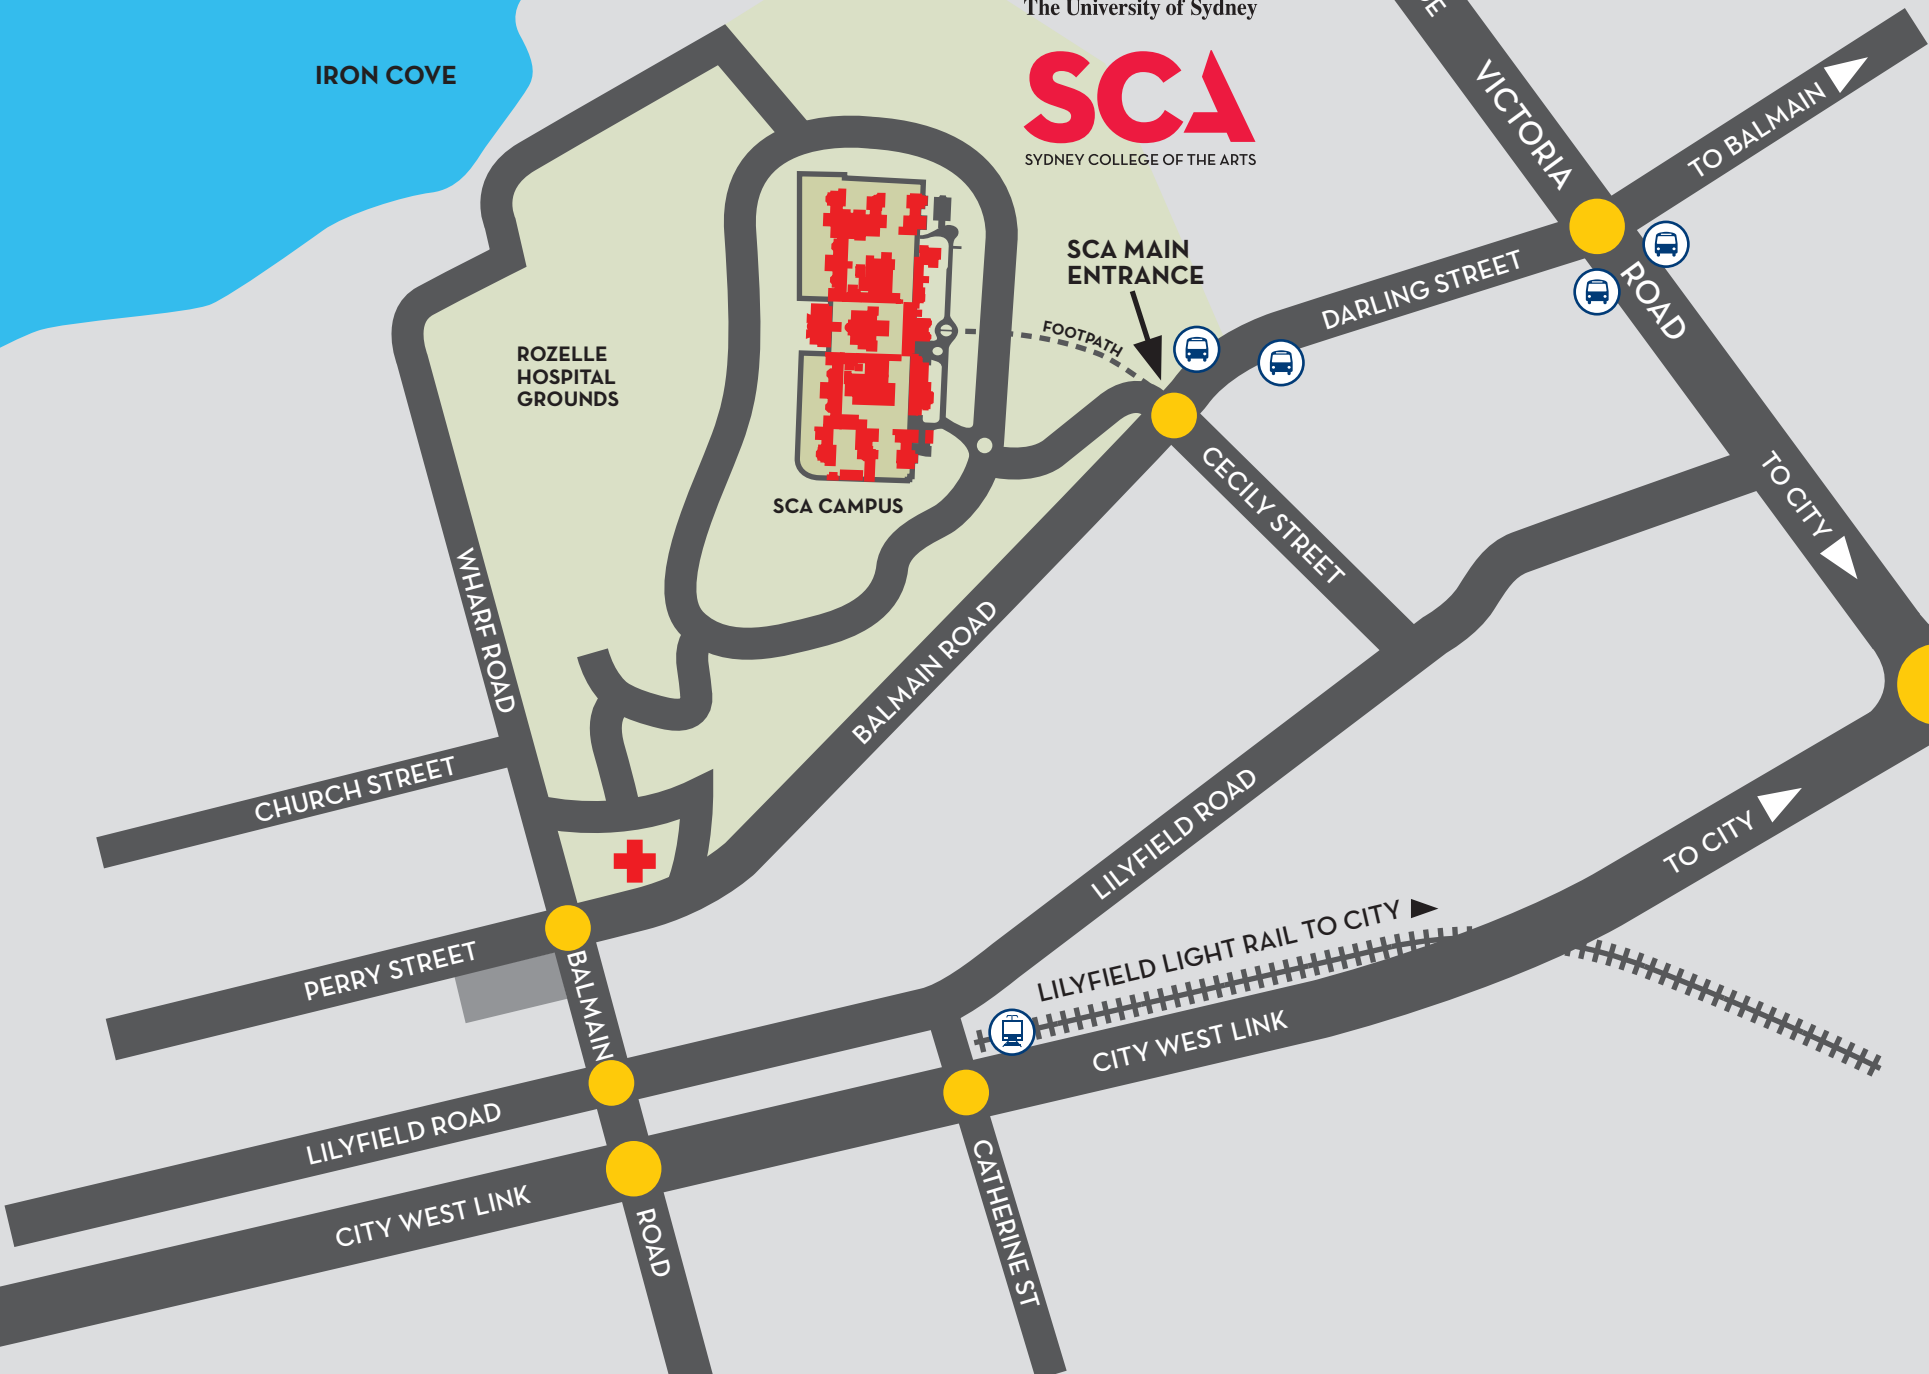 The University of Sydney
SCA
SYDNEY COLLEGE OF THE ARTS
IRON COVE
VICTORIA
ROAD
TO BALMAIN
SCA MAIN
ENTRANCE
DARLING STREET
FOOTPATH
ROZELLE
HOSPITAL
GROUNDS
SCA CAMPUS
CECILY STREET
TO CITY
WHARF ROAD
BALMAIN ROAD
CHURCH STREET
LILYFIELD ROAD
TO CITY
PERRY STREET
BALMAIN
ROAD
LILYFIELD LIGHT RAIL TO CITY
CITY WEST LINK
LILYFIELD ROAD
CITY WEST LINK
CATHERINE ST